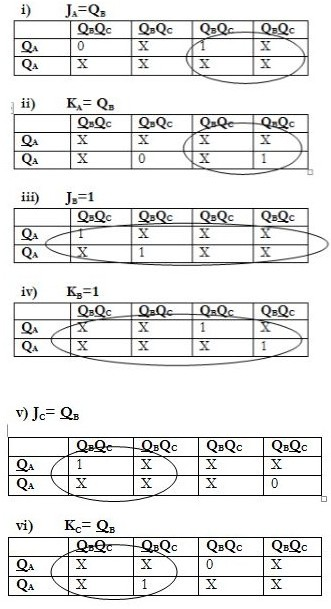 i) JA=QB
QBQC QBQC QBQC QBQC
QA 0 X 1 X
QA X X X X
ii) KA= QB
QBQC QBQC QBQC QBQC
QA X X X X
QA X 0 X 1
iii) JB=1
QBQC QBQC QBQC QBQC
QA 1 X X X
QA X 1 X X
iv) KB=1
QBQC QBQC QBQC QBQC
QA X X 1 X
QA X X X 1
v) JC= QB
QBQC QBQC QBQC QBQC
QA 1 X X X
QA X X X 0
vi) KC= QB
QBQC QBQC QBQC QBQC
QA X X 0 X
QA X 1 X X